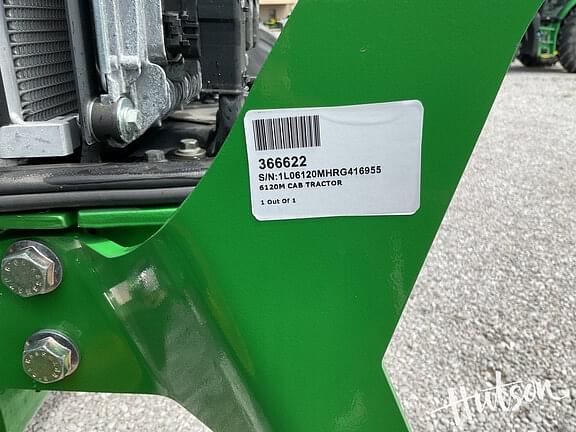 366622
S/N:1L06120MHRG416955
6120M CAB TRACTOR
1 Out Of 1
Hutson